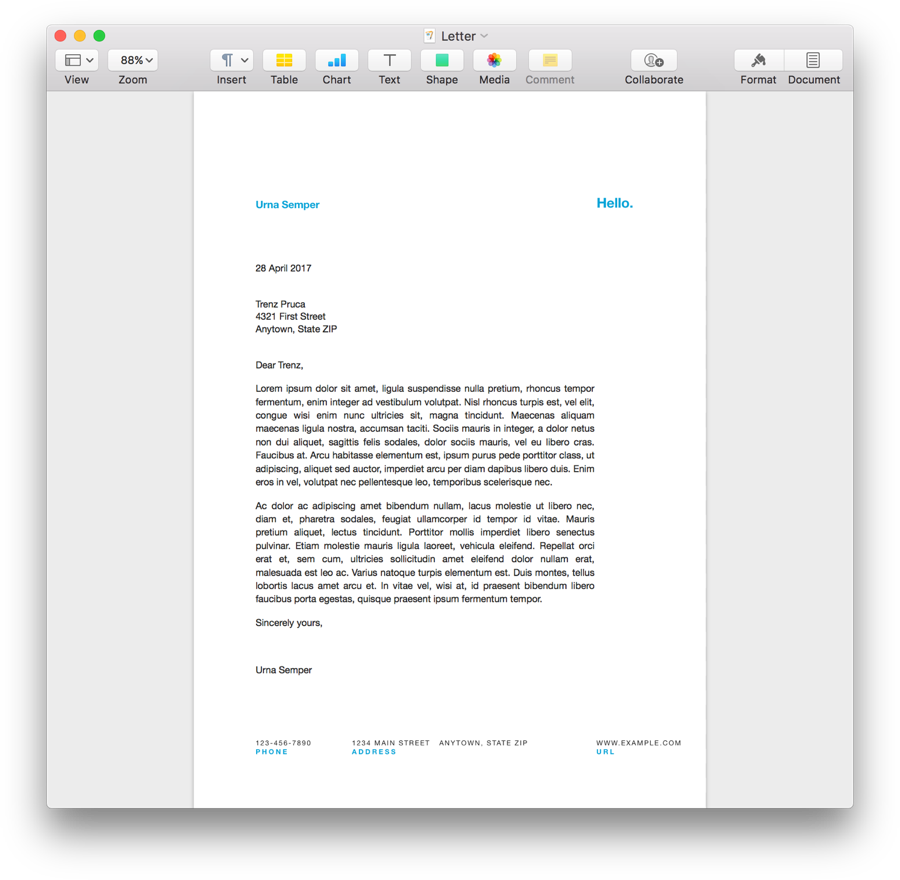 Letter
88%
View Zoom Insert Table Chart Text Shape Media Comment Collaborate Format Document
Urna Semper
Hello.
28 April 2017
Trenz Pruca
4321 First Street
Anytown, State ZIP
Dear Trenz,
Lorem ipsum dolor sit amet, ligula suspendisse nulla pretium, rhoncus tempor
fermentum, enim integer ad vestibulum volutpat. Nisl rhoncus turpis est, vel elit,
congue wisi enim nunc ultricies sit, magna tincidunt. Maecenas aliquam
maecenas ligula nostra, accumsan taciti. Sociis mauris in integer, a dolor netus
non dui aliquet, sagittis felis sodales, dolor sociis mauris, vel eu libero cras.
Faucibus at. Arcu habitasse elementum est, ipsum purus pede porttitor class, ut
adipiscing, aliquet sed auctor, imperdiet arcu per diam dapibus libero duis. Enim
eros in vel, volutpat nec pellentesque leo, temporibus scelerisque nec.
Ac dolor ac adipiscing amet bibendum nullam, lacus molestie ut libero nec,
diam et, pharetra sodales, feugiat ullamcorper id tempor id vitae. Mauris
pretium aliquet, lectus tincidunt. Porttitor mollis imperdiet libero senectus
pulvinar. Etiam molestie mauris ligula laoreet, vehicula eleifend. Repellat orci
erat et, sem cum, ultricies sollicitudin amet eleifend dolor nullam erat,
malesuada est leo ac. Varius natoque turpis elementum est. Duis montes, tellus
lobortis lacus amet arcu et. In vitae vel, wisi at, id praesent bibendum libero
faucibus porta egestas, quisque praesent ipsum fermentum tempor.
Sincerely yours,
Urna Semper
123-456-7890 1234 MAIN STREET ANYTOWN, STATE ZIP WWW.EXAMPLE.COM
PHONE ADDRESS URL